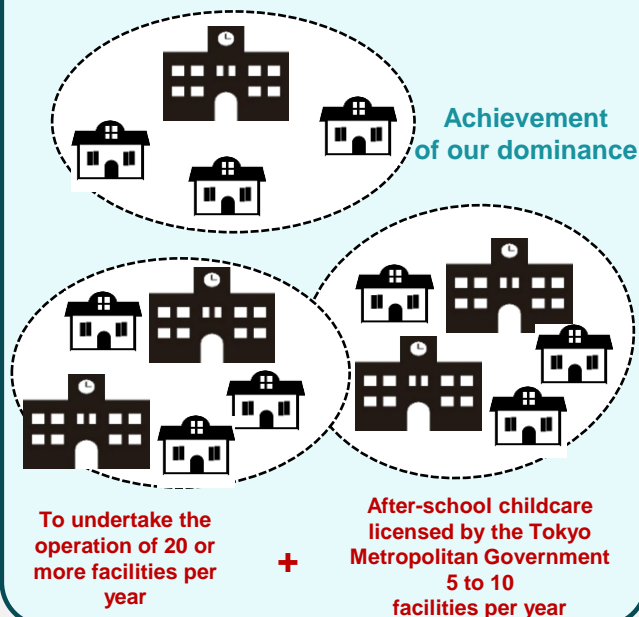 Achievement
of our dominance
To undertake the
operation of 20 or
more facilities per
year
+
After-school childcare
licensed by the Tokyo
Metropolitan Government
5 to 10
facilities per year